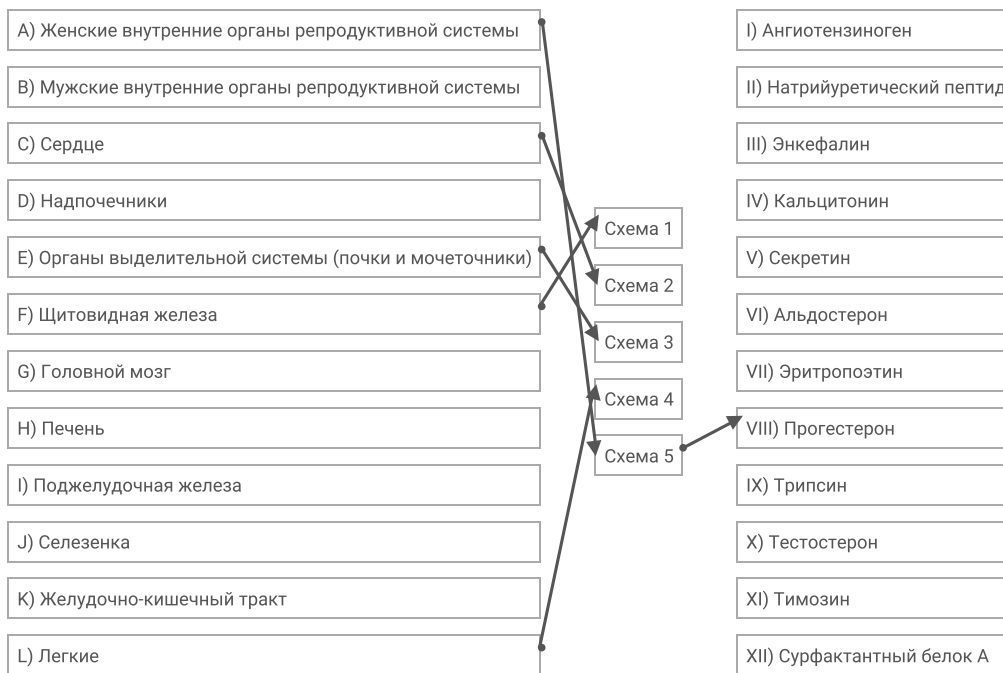 A) Женские внутренние органы репродуктивной системы
B) Мужские внутренние органы репродуктивной системы
C) Сердце
D) Надпочечники
E) Органы выделительной системы (почки и мочеточники)
F) Щитовидная железа
G) Головной мозг
H) Печень
I) Поджелудочная железа
J) Селезенка
K) Желудочно-кишечный тракт
L) Легкие
Схема 1
Схема 2
Схема 3
Схема 4
Схема 5
I) Ангиотензиноген
II) Натрийуретический пептид
III) Энкефалин
IV) Кальцитонин
V) Секретин
VI) Альдостерон
VII) Эритропоэтин
VIII) Прогестерон
IX) Трипсин
X) Тестостерон
XI) Тимозин
XII) Сурфактантный белок А